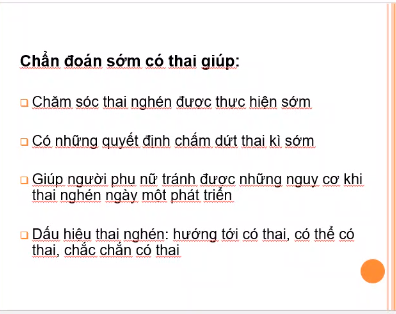 Chẩn đoán sớm có thai giúp:
Chăm sóc thai nghén được thực hiện sớm
Có những quyết định chấm dứt thai kì sớm
Giúp người phụ nữ tránh được những nguy cơ khi
thai nghén ngày một phát triển
Dấu hiệu thai nghén: hướng tới có thai, có thể có
thai, chắc chắn có thai